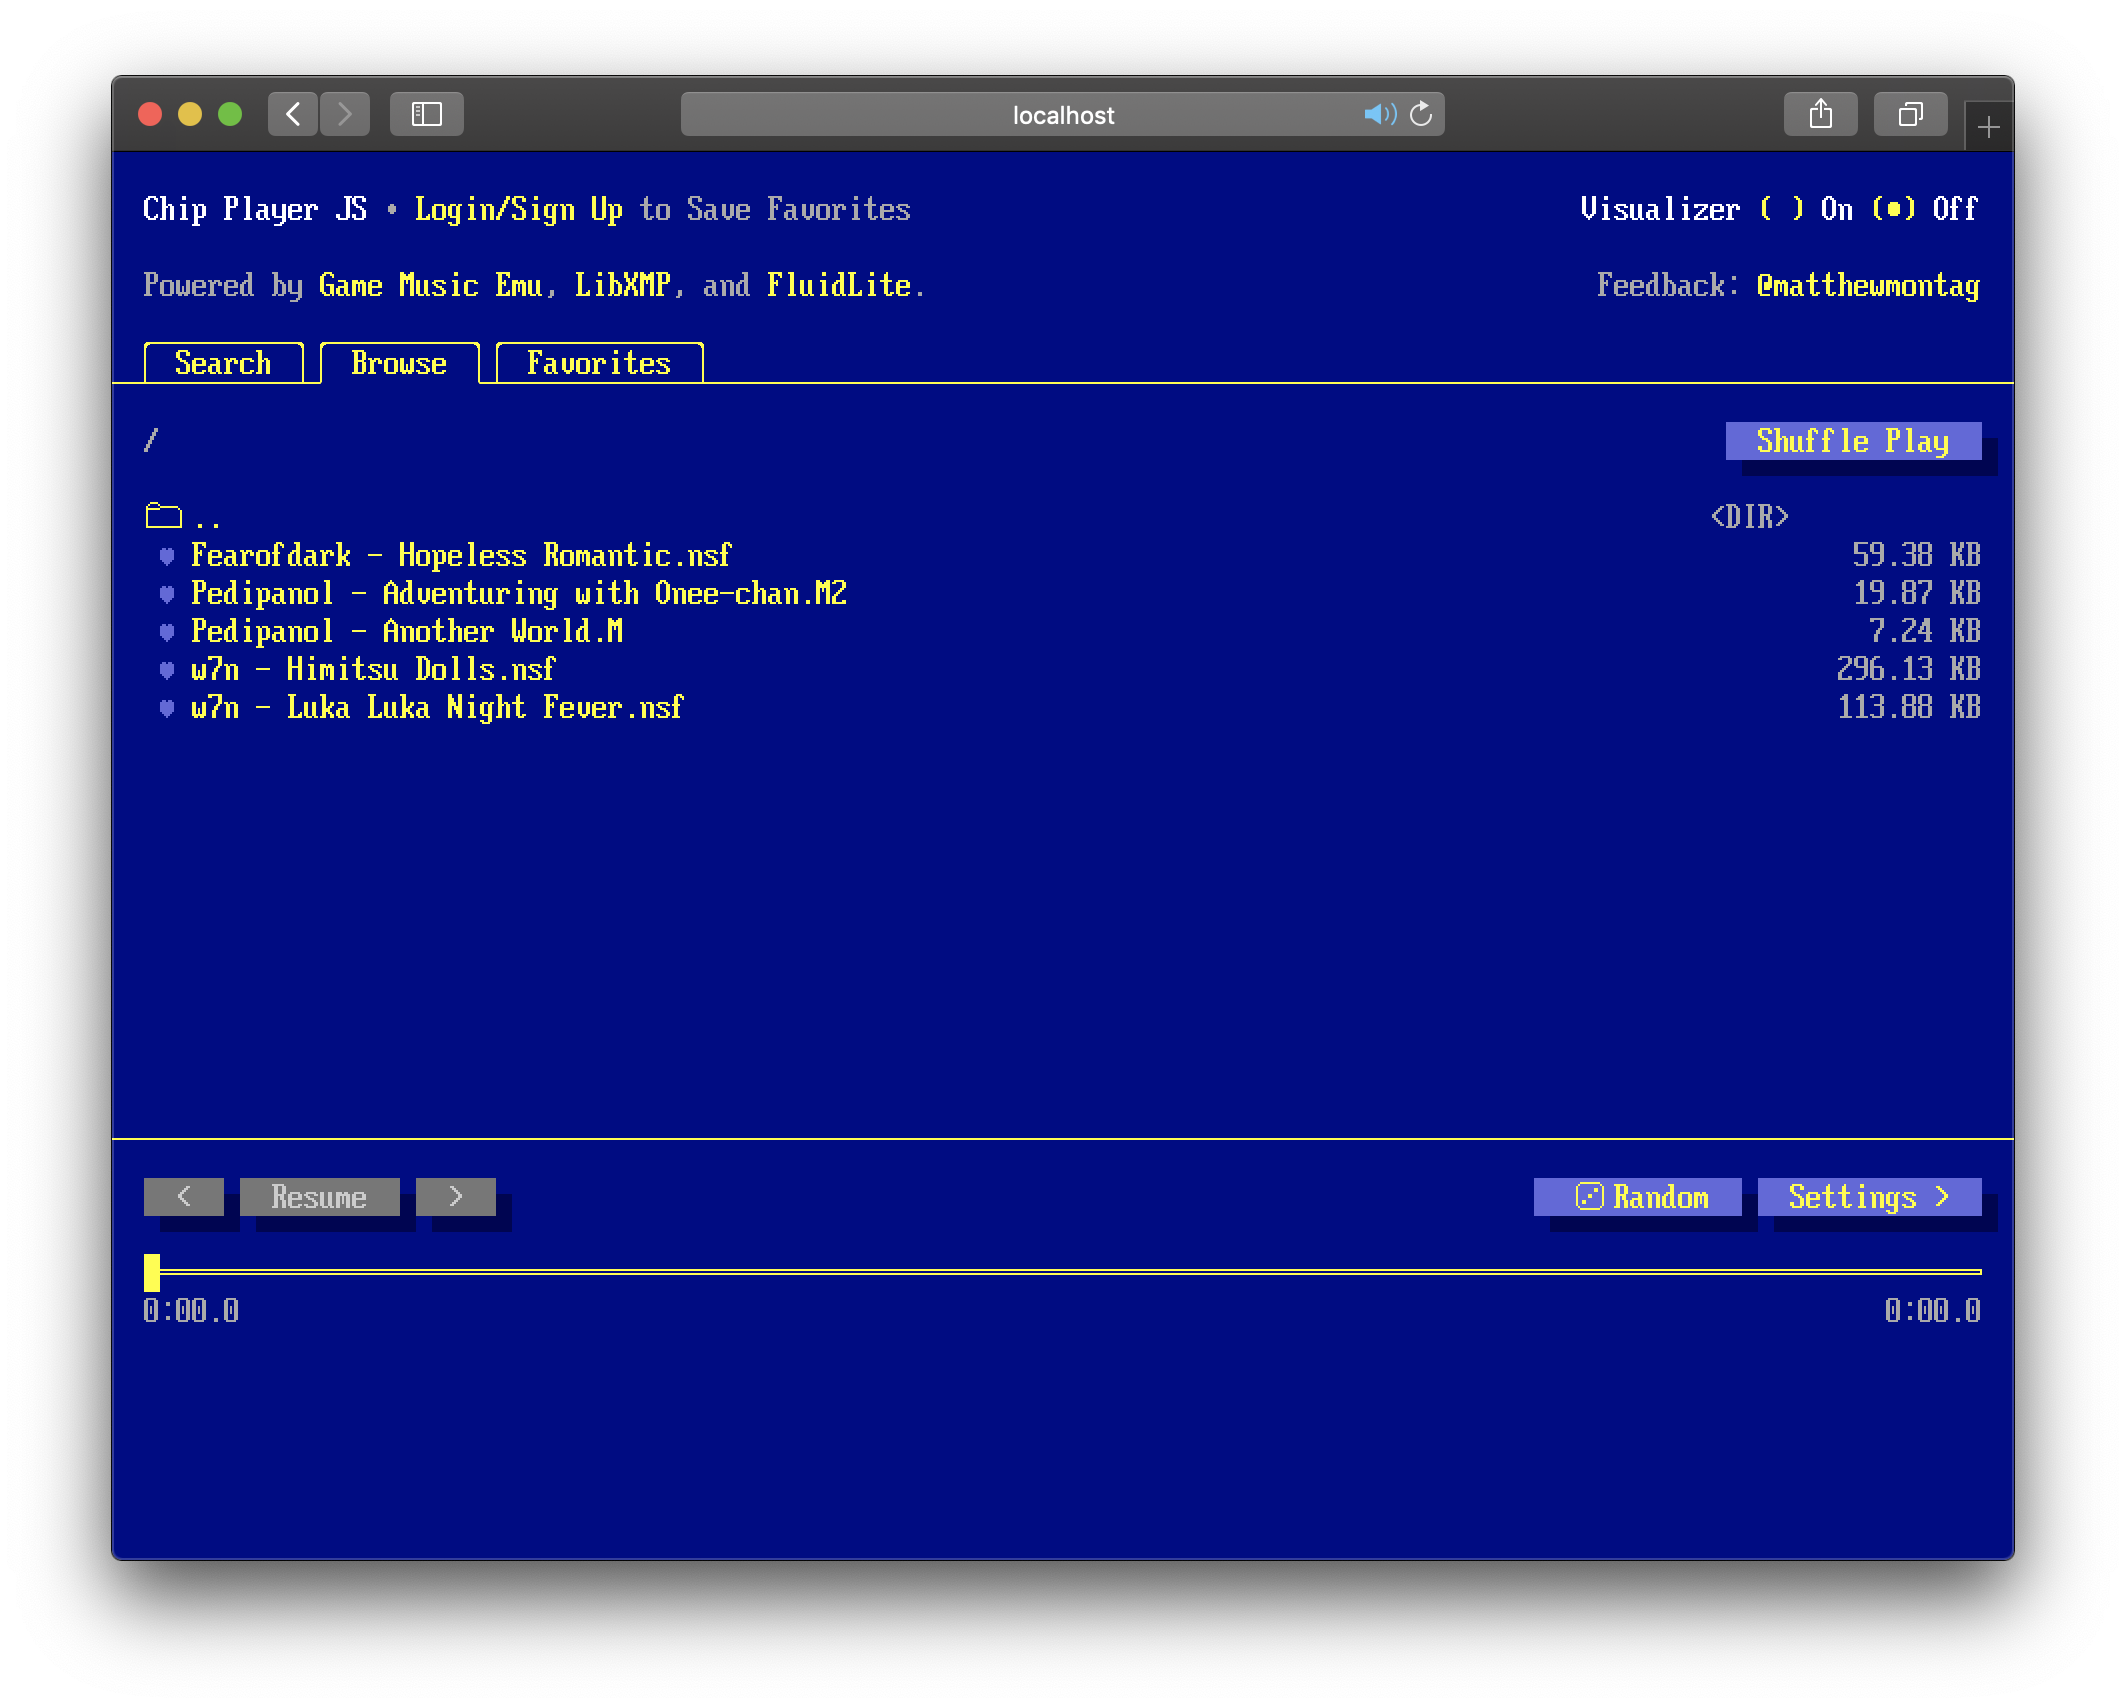 localhost
Chip Player JS • Login/Sign Up to Save Favorites Visualizer ( ) On (•) Off
Powered by Game Music Emu, LibXMP, and FluidLite. Feedback: @matthewmontag
Search Browse Favorites
/ Shuffle Play
.. <DIR>
Fearofdark - Hopeless Romantic.nsf 59.38 KB
Pedipanol - Adventuring with Onee-chan.M2 19.87 KB
Pedipanol - Another World.M 7.24 KB
w7n - Himitsu Dolls.nsf 296.13 KB
w7n - Luka Luka Night Fever.nsf 113.88 KB
< Resume > Random Settings >
0:00.0 0:00.0